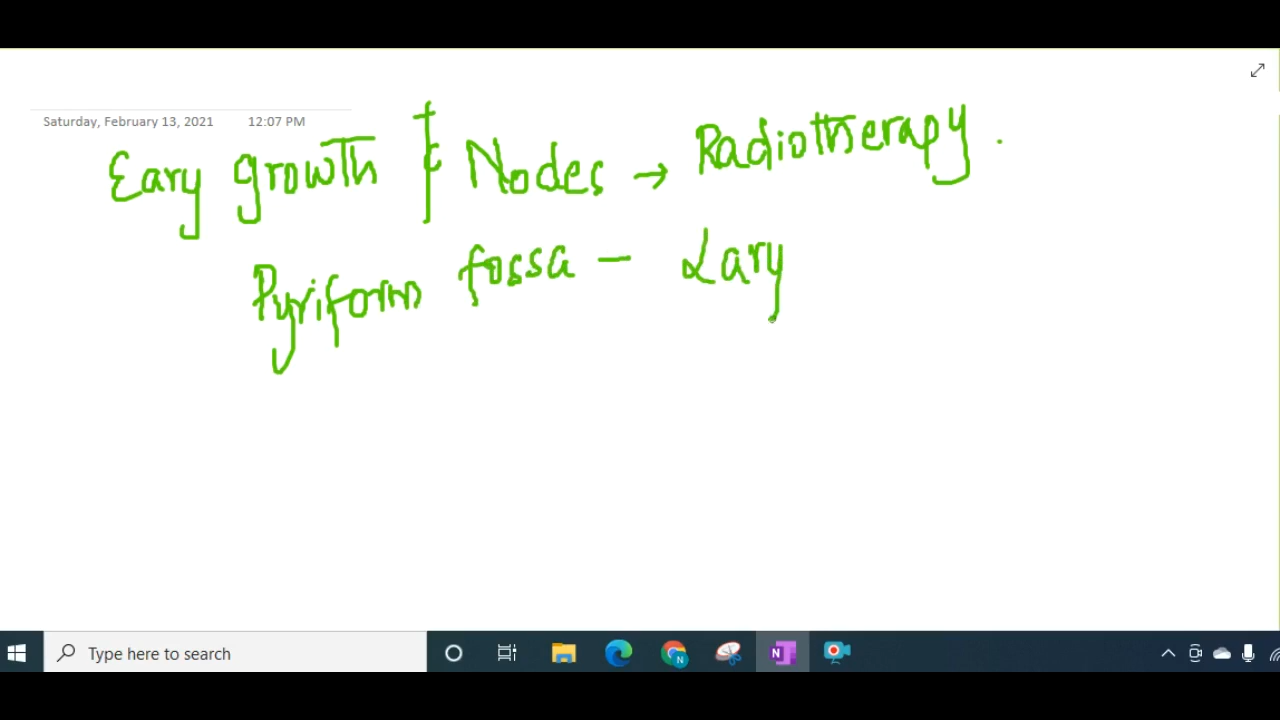 Saturday, February 13, 2021 12:07 PM
Eary growth c̄ Nodes → Radiotherapy.
Pyriform fossa - Lary
Type here to search